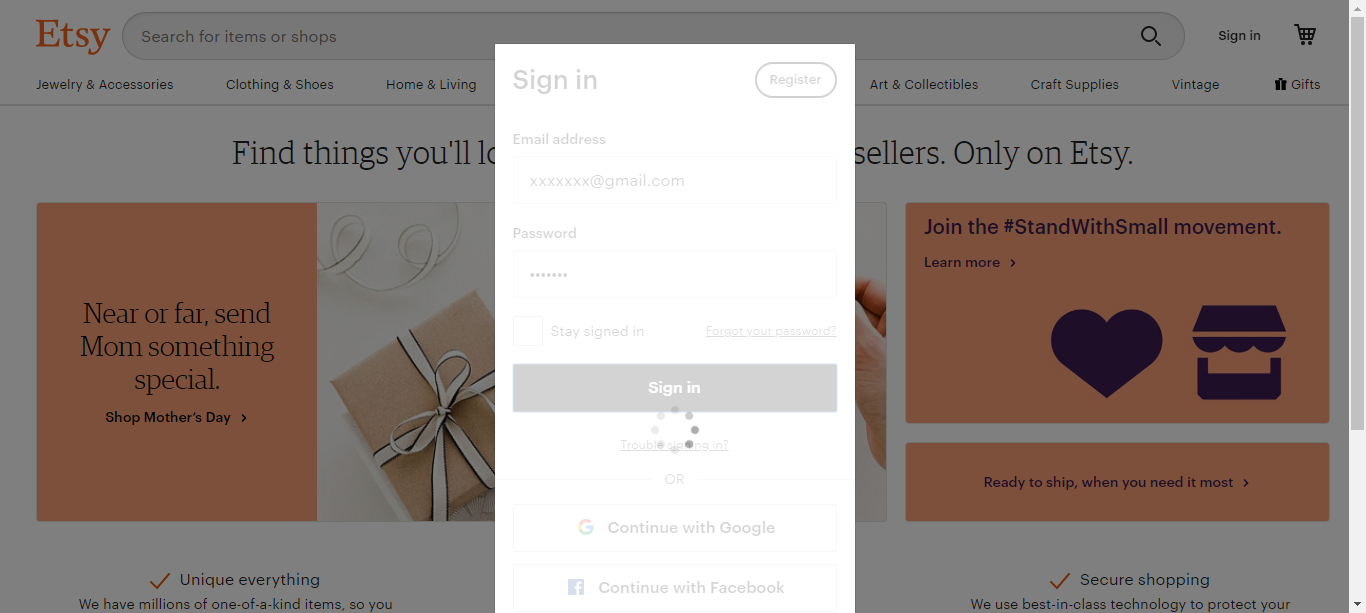 Etsy
Search for items or shops
Sign in
Jewelry & Accessories
Clothing & Shoes
Home & Living
Art & Collectibles
Craft Supplies
Vintage
Gifts
Find things you'll lo
sellers. Only on Etsy.
Sign in
Register
Email address
xxxxxxx@gmail.com
Password
•••••••
Stay signed in
Forgot your password?
Sign in
Trouble signing in?
OR
Continue with Google
Continue with Facebook
Near or far, send
Mom something
special.
Shop Mother's Day
Join the #StandWithSmall movement.
Learn more
Ready to ship, when you need it most
Unique everything
We have millions of one-of-a-kind items, so you
Secure shopping
We use best-in-class technology to protect your